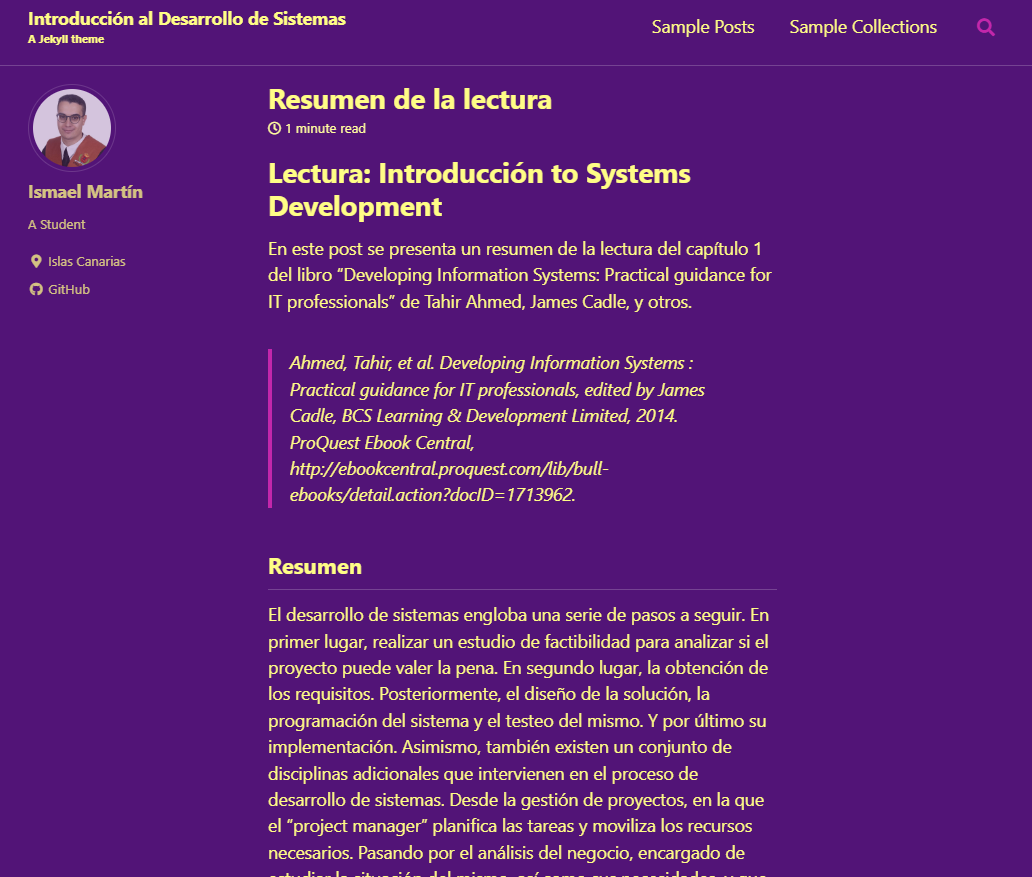 Introducción al Desarrollo de Sistemas
A Jekyll theme
Sample Posts
Sample Collections
Ismael Martín
A Student
Islas Canarias
GitHub
Resumen de la lectura
1 minute read
Lectura: Introducción to Systems
Development
En este post se presenta un resumen de la lectura del capítulo 1
del libro “Developing Information Systems: Practical guidance for
IT professionals” de Tahir Ahmed, James Cadle, y otros.
Ahmed, Tahir, et al. Developing Information Systems :
Practical guidance for IT professionals, edited by James
Cadle, BCS Learning & Development Limited, 2014.
ProQuest Ebook Central,
http://ebookcentral.proquest.com/lib/bull-
ebooks/detail.action?docID=1713962.
Resumen
El desarrollo de sistemas engloba una serie de pasos a seguir. En
primer lugar, realizar un estudio de factibilidad para analizar si el
proyecto puede valer la pena. En segundo lugar, la obtención de
los requisitos. Posteriormente, el diseño de la solución, la
programación del sistema y el testeo del mismo. Y por último su
implementación. Asimismo, también existen un conjunto de
disciplinas adicionales que intervienen en el proceso de
desarrollo de sistemas. Desde la gestión de proyectos, en la que
el “project manager” planifica las tareas y moviliza los recursos
necesarios. Pasando por el análisis del negocio, encargado de
estudiar la situación del mismo, así como sus necesidades, y que